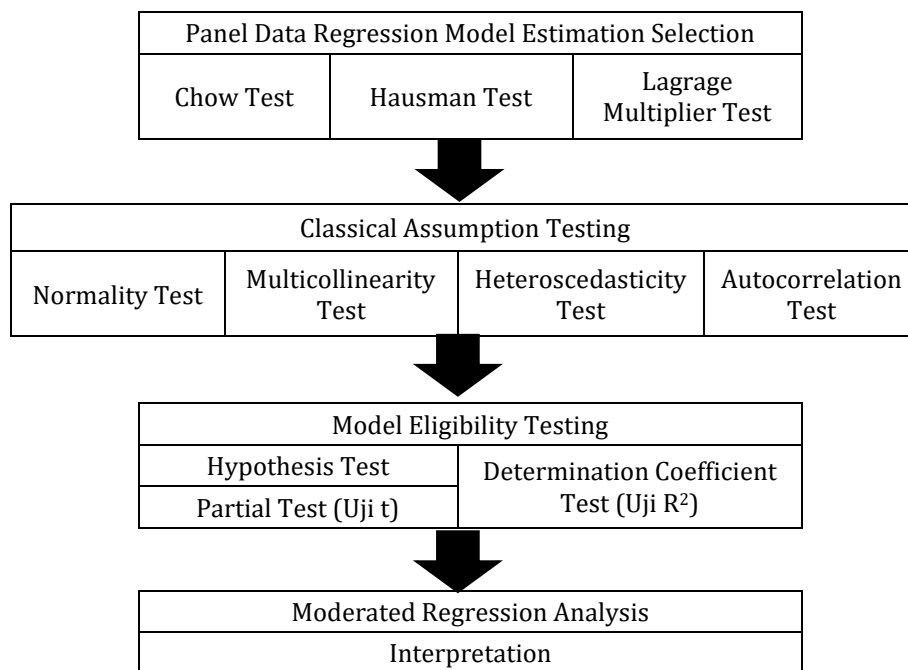 Panel Data Regression Model Estimation Selection
Chow Test
Hausman Test
Lagrage
Multiplier Test
Classical Assumption Testing
Normality Test
Multicollinearity
Test
Heteroscedasticity
Test
Autocorrelation
Test
Model Eligibility Testing
Hypothesis Test
Partial Test (Uji t)
Determination Coefficient
Test (Uji R²)
Moderated Regression Analysis
Interpretation